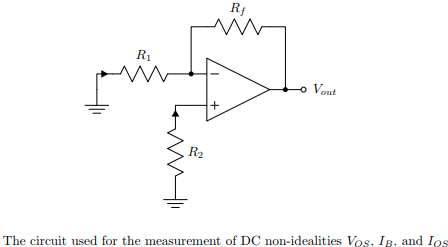 R_f
R_1
−
V_out
+
R_2
The circuit used for the measurement of DC non-idealities V_OS, I_B, and I_OS